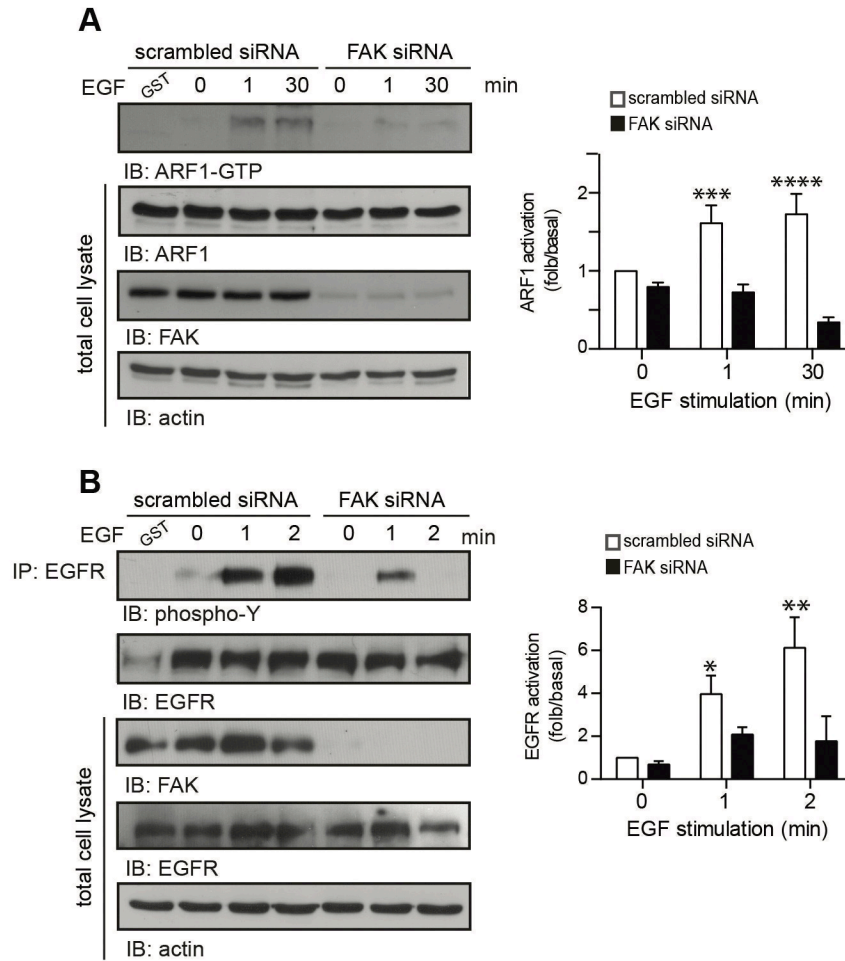 A
scrambled siRNA FAK siRNA
EGF GST 0 1 30 0 1 30 min
IB: ARF1-GTP
IB: ARF1
IB: FAK
IB: actin
total cell lysate
scrambled siRNA
FAK siRNA
*** ****
2
1
0
ARF1 activation
(folb/basal)
0 1 30
EGF stimulation (min)
B
scrambled siRNA FAK siRNA
EGF GST 0 1 2 0 1 2 min
IP: EGFR
IB: phospho-Y
IB: EGFR
IB: FAK
IB: EGFR
IB: actin
total cell lysate
scrambled siRNA
FAK siRNA
* **
8
6
4
2
0
EGFR activation
(folb/basal)
0 1 2
EGF stimulation (min)